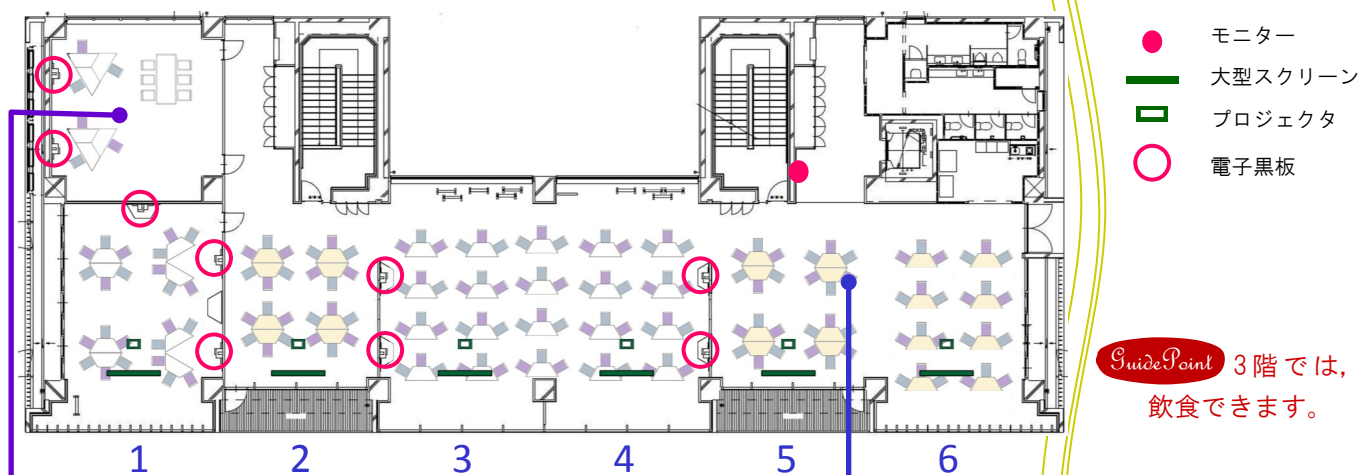 モニター
大型スクリーン
プロジェクタ
電子黒板
GuidePoint 3階では,
飲食できます。
1 2 3 4 5 6